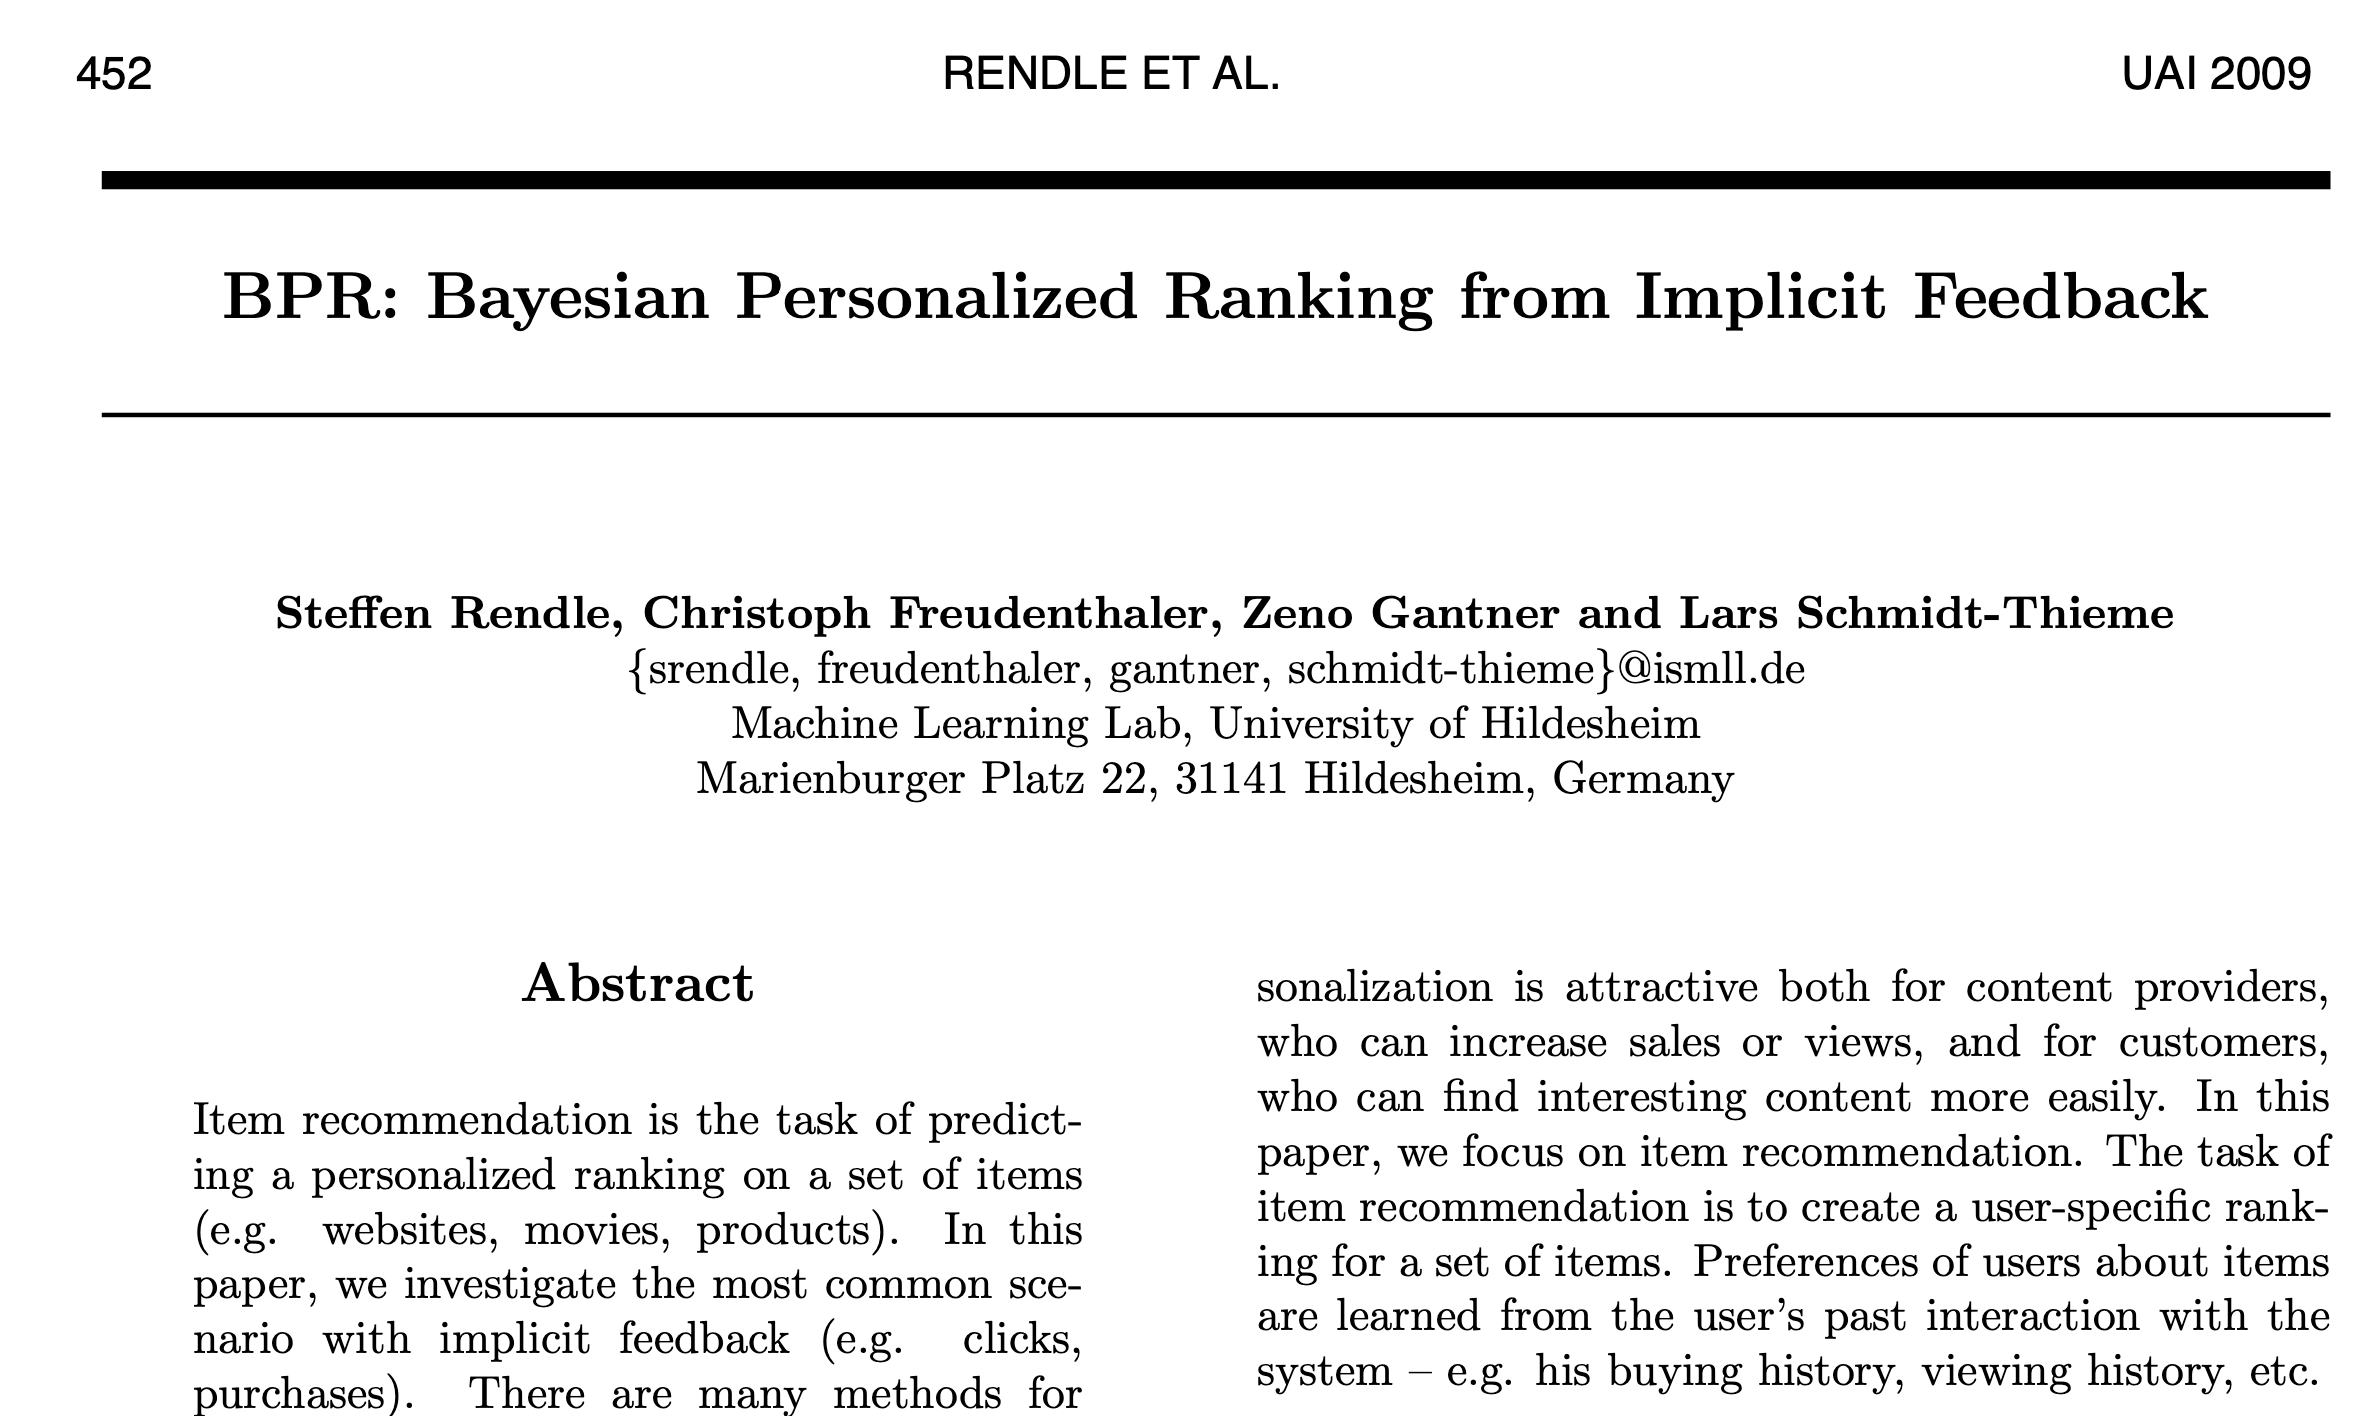 452
RENDLE ET AL.
UAI 2009
BPR: Bayesian Personalized Ranking from Implicit Feedback
Steffen Rendle, Christoph Freudenthaler, Zeno Gantner and Lars Schmidt-Thieme
{srendle, freudenthaler, gantner, schmidt-thieme}@ismll.de
Machine Learning Lab, University of Hildesheim
Marienburger Platz 22, 31141 Hildesheim, Germany
Abstract
Item recommendation is the task of predict-
ing a personalized ranking on a set of items
(e.g. websites, movies, products). In this
paper, we investigate the most common sce-
nario with implicit feedback (e.g. clicks,
purchases). There are many methods for
sonalization is attractive both for content providers,
who can increase sales or views, and for customers,
who can find interesting content more easily. In this
paper, we focus on item recommendation. The task of
item recommendation is to create a user-specific rank-
ing for a set of items. Preferences of users about items
are learned from the user's past interaction with the
system – e.g. his buying history, viewing history, etc.